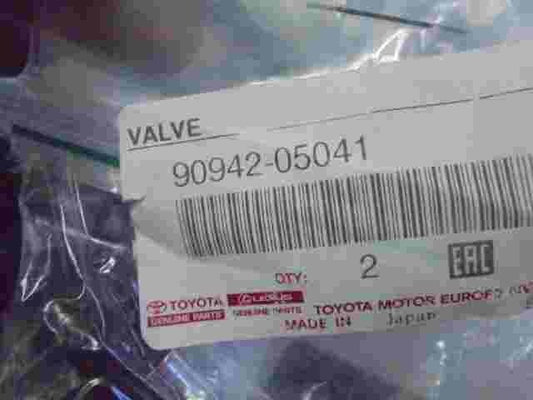 VALVE
90942-05041
QTY: 2 EAC
TOYOTA LEXUS TOYOTA MOTOR EUROPE
GENUINE PARTS GENUINE PARTS
MADE IN Japan